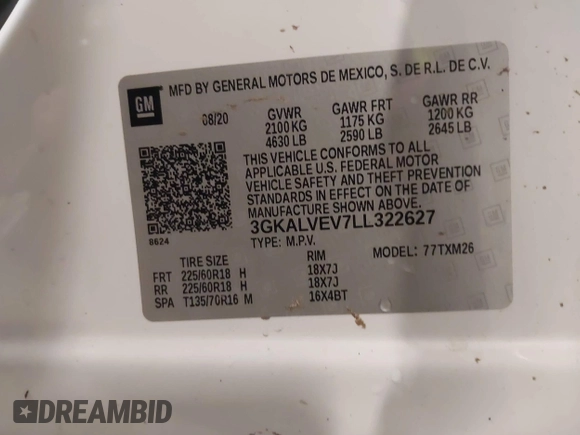 GM
MFD BY GENERAL MOTORS DE MEXICO, S. DE R.L. DE C.V.
08/20 GVWR GAWR FRT GAWR RR
2100 KG 1175 KG 1200 KG
4630 LB 2590 LB 2645 LB
THIS VEHICLE CONFORMS TO ALL
APPLICABLE U.S. FEDERAL MOTOR
VEHICLE SAFETY AND THEFT PREVENTION
STANDARDS IN EFFECT ON THE DATE OF
MANUFACTURE SHOWN ABOVE.
8624
3GKALVEV7LL322627
TYPE: M.P.V. MODEL: 77TXM26
TIRE SIZE RIM
FRT 225/60R18 H 18X7J
RR 225/60R18 H 18X7J
SPA T135/70R16 M 16X4BT
DREAMBID